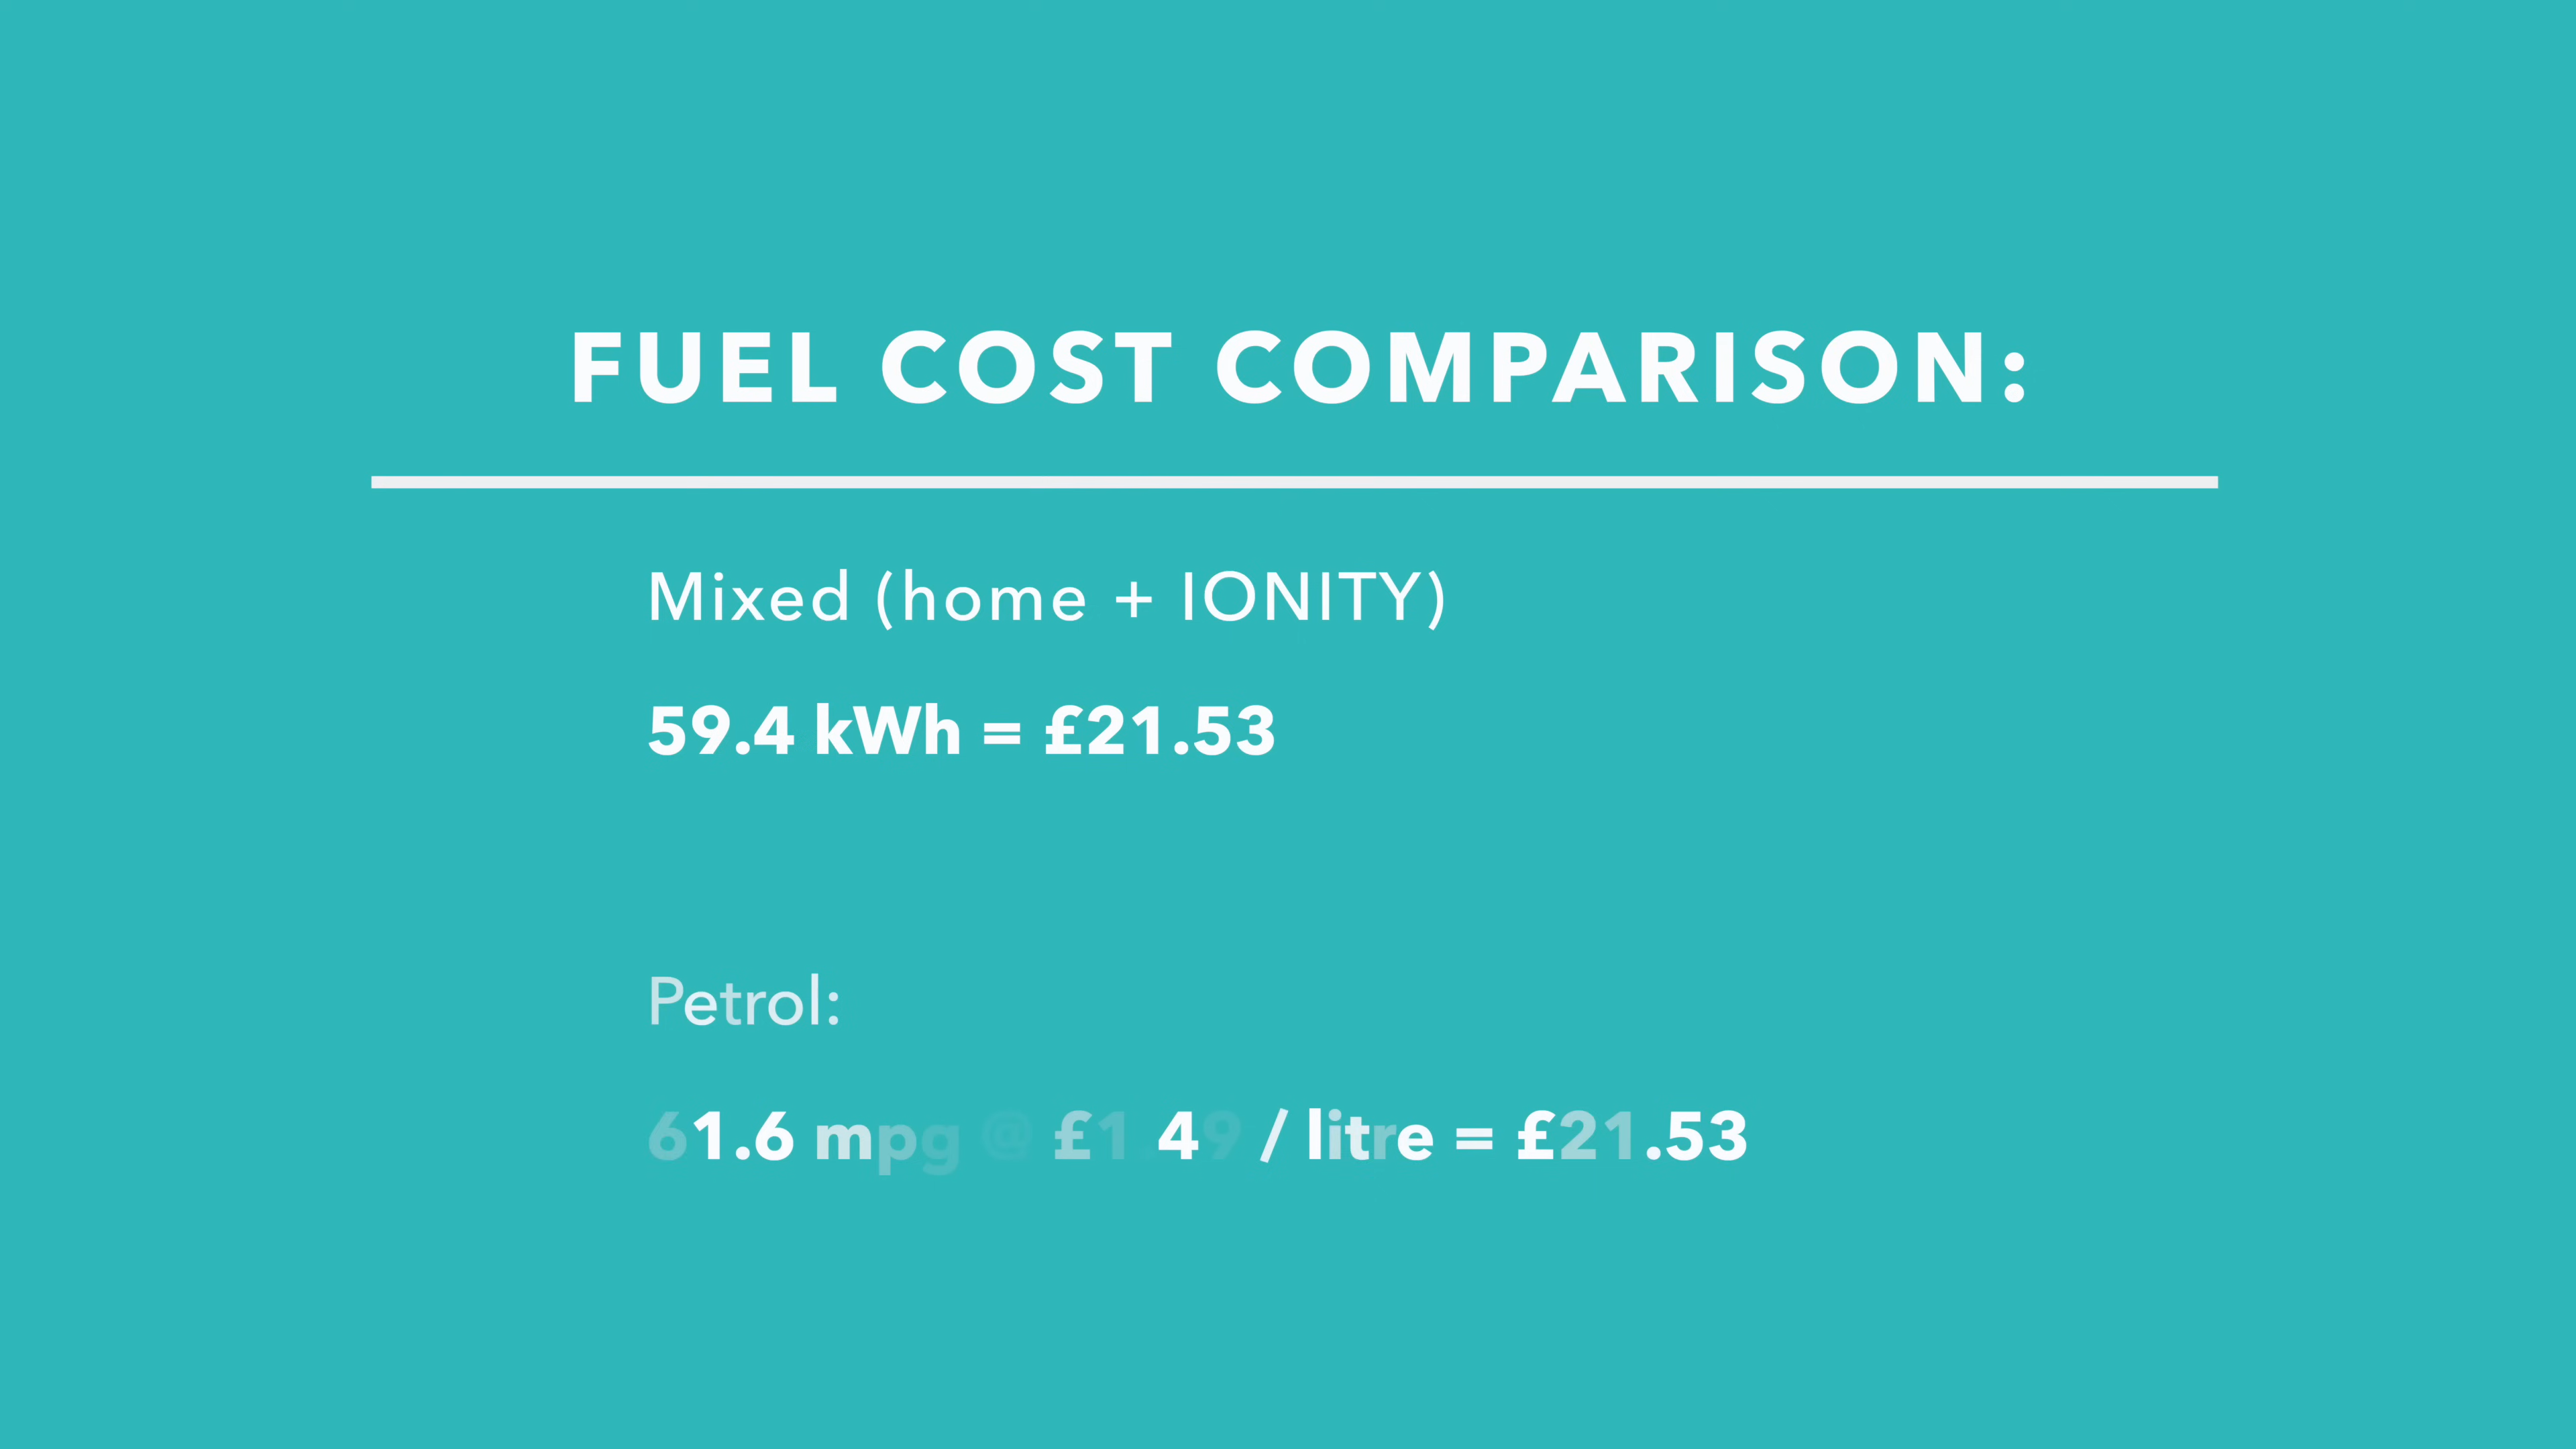 FUEL COST COMPARISON:
Mixed (home + IONITY)
59.4 kWh = £21.53
Petrol:
61.6 mpg @ £1.49 / litre = £21.53